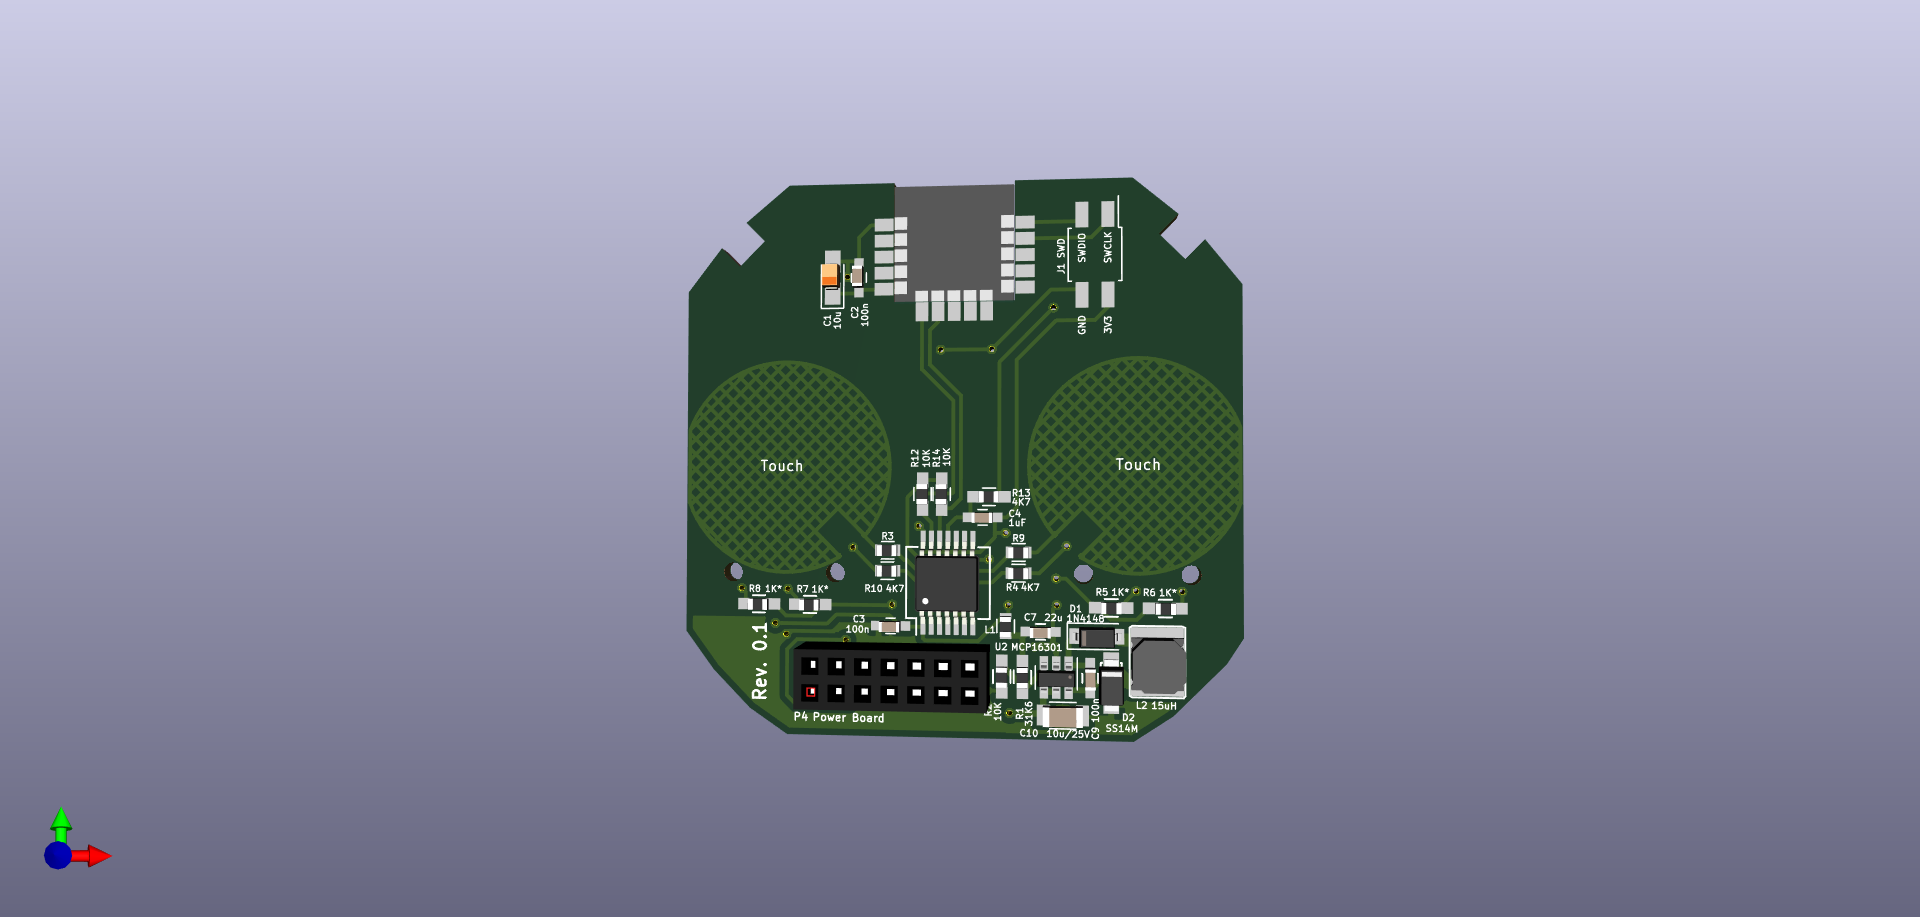 J1 SWD
SWDIO
SWCLK
GND
3V3
C1
10u
C2
100n
Touch
Touch
R12
10K
R14
10K
R13
4K7
C4
1uF
R3
R9
R10 4K7
R4 4K7
R8 1K*
R7 1K*
R5 1K*
R6 1K*
C3
100n
L1
C7 22u
D1
1N4148
U2 MCP16301
Rev. 0.1
P4 Power Board
10K
R1
31K6
C10 10u/25V
C9 100n
D2
SS14M
L2 15uH